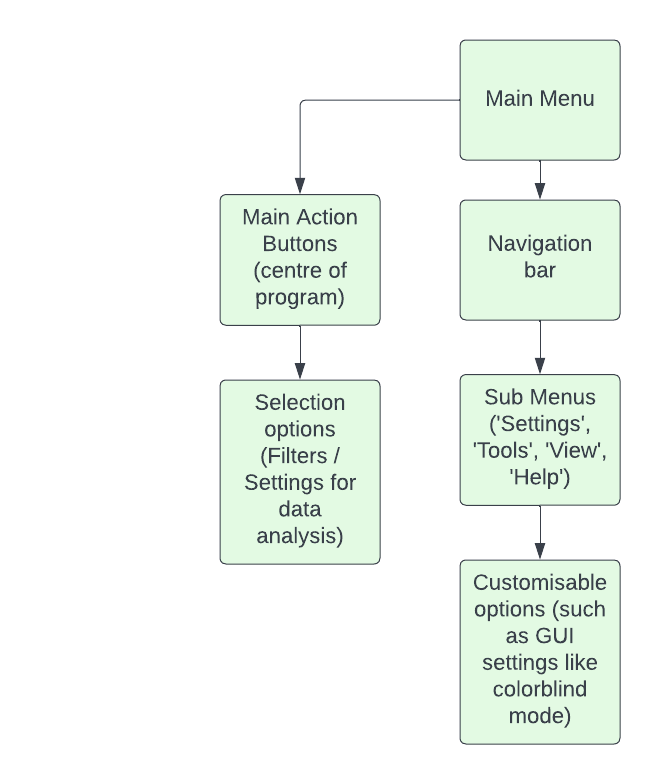 Main Menu
Main Action
Buttons
(centre of
program)
Navigation
bar
Selection
options
(Filters /
Settings for
data
analysis)
Sub Menus
('Settings',
'Tools', 'View',
'Help')
Customisable
options (such
as GUI
settings like
colorblind
mode)